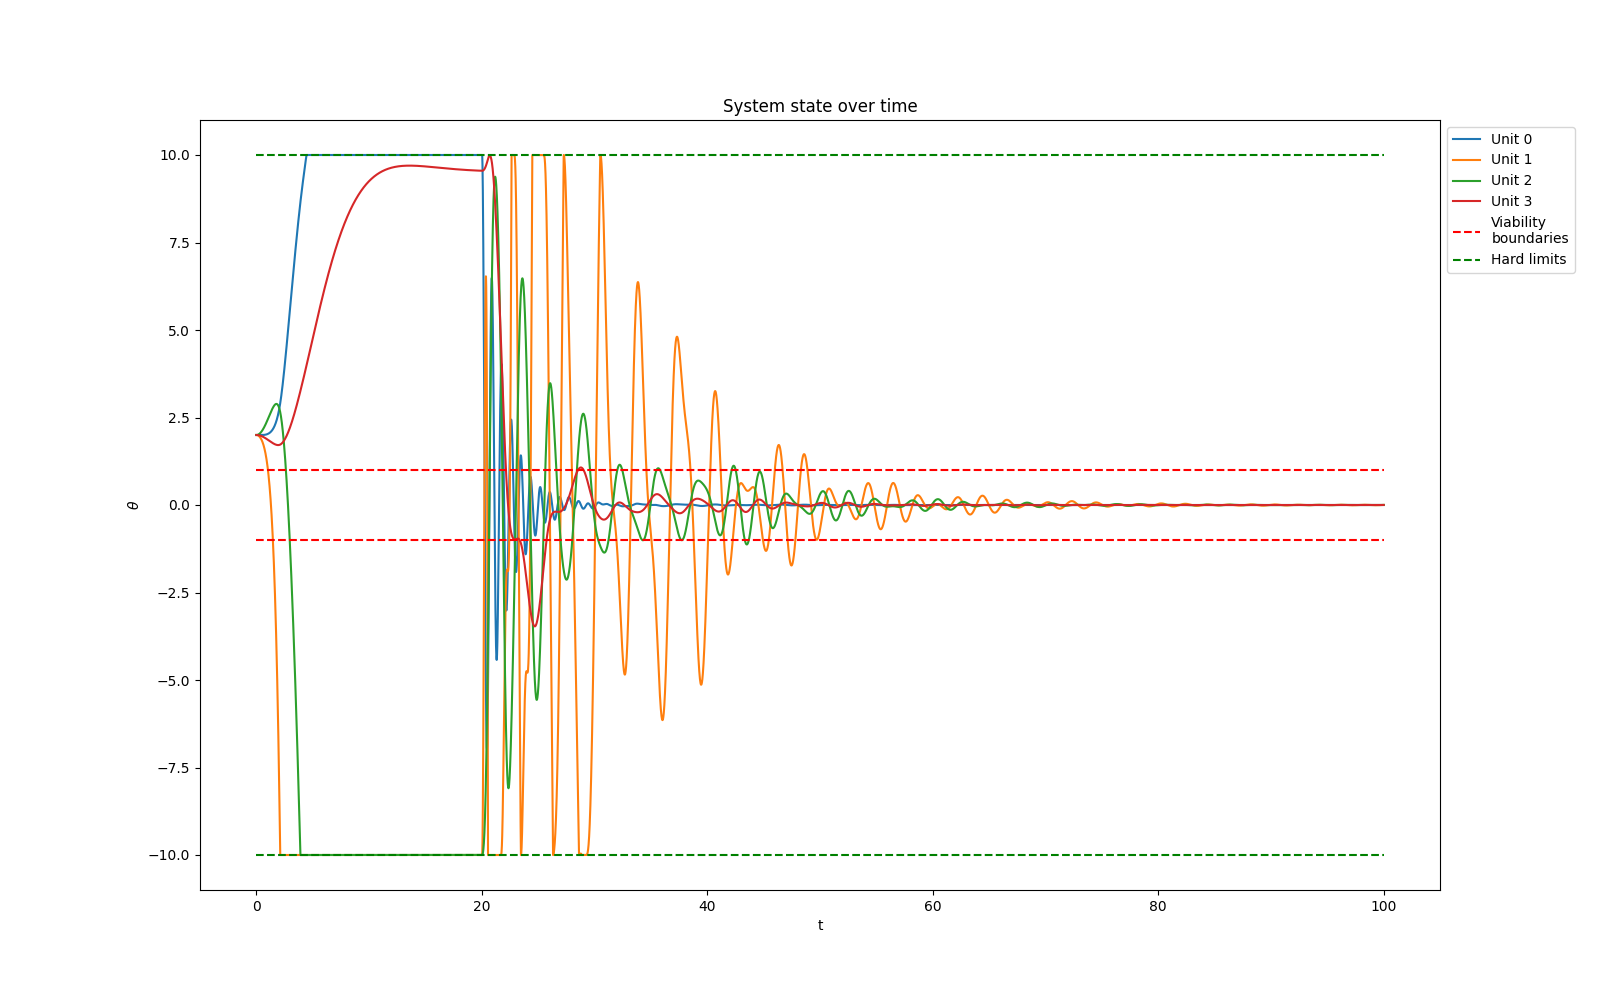 System state over time
10.0
7.5
5.0
2.5
0.0
−2.5
−5.0
−7.5
−10.0
θ
0
20
40
60
80
100
t
Unit 0
Unit 1
Unit 2
Unit 3
Viability
boundaries
Hard limits